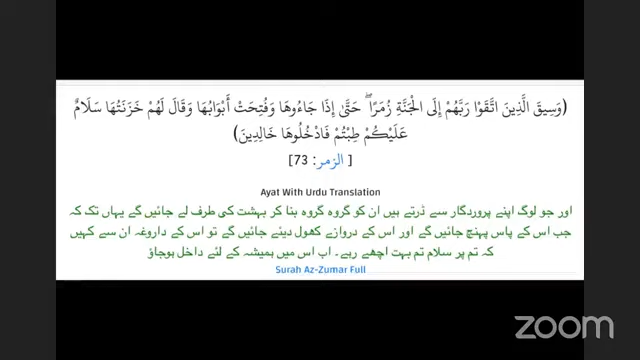 ﴿وَسِيقَ الَّذِينَ اتَّقَوْا رَبَّهُمْ إِلَى الْجَنَّةِ زُمَرًا ۖ حَتَّىٰ إِذَا جَاءُوهَا وَفُتِحَتْ أَبْوَابُهَا وَقَالَ لَهُمْ خَزَنَتُهَا سَلَامٌ
عَلَيْكُمْ طِبْتُمْ فَادْخُلُوهَا خَالِدِينَ﴾
[ الزمر: 73]
Ayat With Urdu Translation
اور جو لوگ اپنے پروردگار سے ڈرتے ہیں ان کو گروہ گروہ بنا کر بہشت کی طرف لے جائیں گے یہاں تک کہ
جب اس کے پاس پہنچ جائیں گے اور اس کے دروازے کھول دیئے جائیں گے تو اس کے داروغہ ان سے کہیں
کہ تم پر سلام تم بہت اچھے رہے۔ اب اس میں ہمیشہ کے لئے داخل ہوجاؤ
Surah Az-Zumar Full
zoom